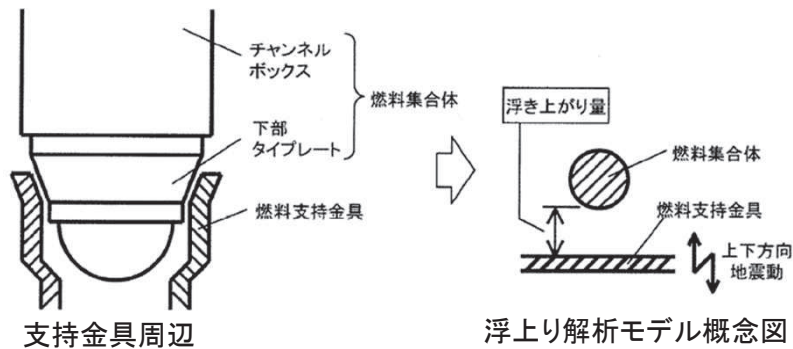 チャンネル
ボックス
燃料集合体
下部
タイプレート
燃料支持金具
支持金具周辺
浮き上がり量
燃料集合体
燃料支持金具
上下方向
地震動
浮上り解析モデル概念図